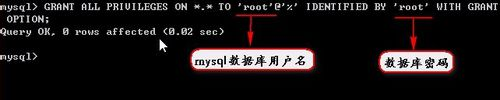 mysql> GRANT ALL PRIVILEGES ON *.* TO 'root'@'%' IDENTIFIED BY 'root' WITH GRANT
OPTION;
Query OK, 0 rows affected (0.02 sec)
mysql>
mysql数据库用户名
数据库密码